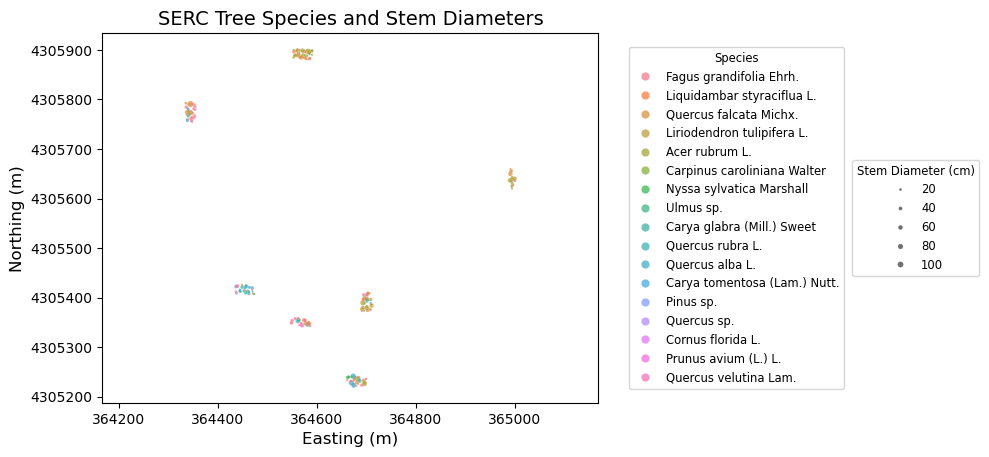 SERC Tree Species and Stem Diameters
4305900
4305800
4305700
4305600
4305500
4305400
4305300
4305200
Northing (m)
364200 364400 364600 364800 365000
Easting (m)
Species
Fagus grandifolia Ehrh.
Liquidambar styraciflua L.
Quercus falcata Michx.
Liriodendron tulipifera L.
Acer rubrum L.
Carpinus caroliniana Walter
Nyssa sylvatica Marshall
Ulmus sp.
Carya glabra (Mill.) Sweet
Quercus rubra L.
Quercus alba L.
Carya tomentosa (Lam.) Nutt.
Pinus sp.
Quercus sp.
Cornus florida L.
Prunus avium (L.) L.
Quercus velutina Lam.
Stem Diameter (cm)
20
40
60
80
100